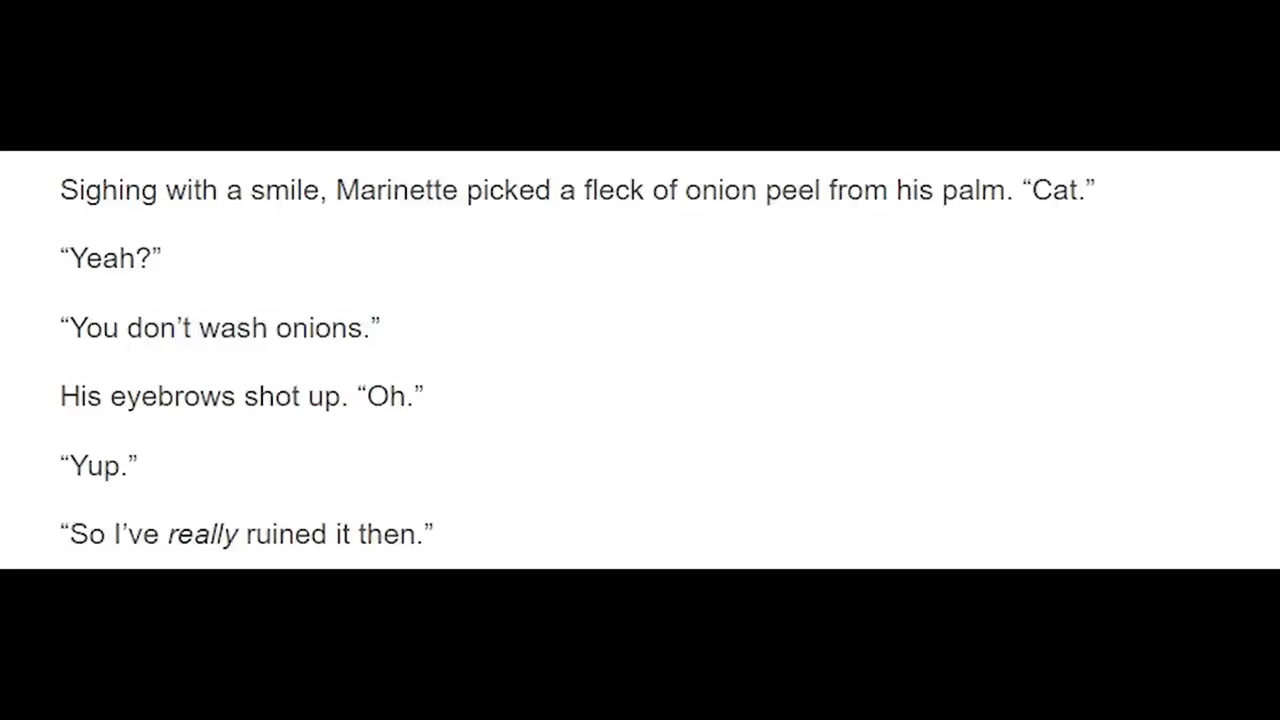 Sighing with a smile, Marinette picked a fleck of onion peel from his palm. “Cat.”
“Yeah?”
“You don’t wash onions.”
His eyebrows shot up. “Oh.”
“Yup.”
“So I’ve really ruined it then.”